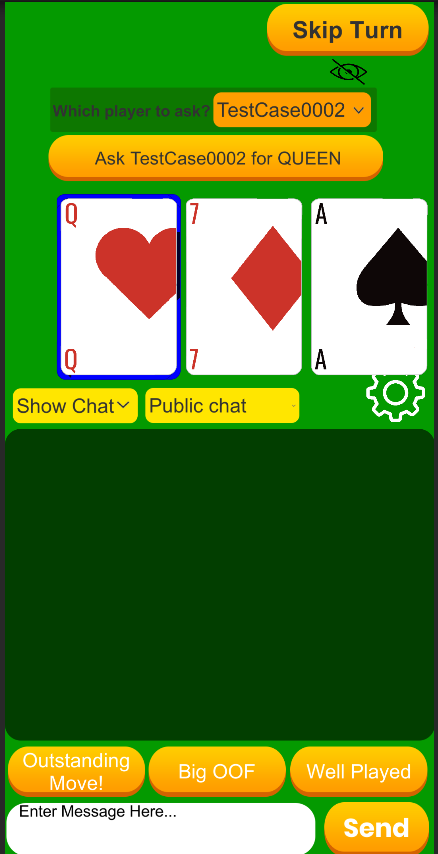 Skip Turn
Which player to ask? TestCase0002
Ask TestCase0002 for QUEEN
Q 7 A
Q 7 A
Show Chat Public chat
Outstanding
Move!
Big OOF
Well Played
Enter Message Here...
Send